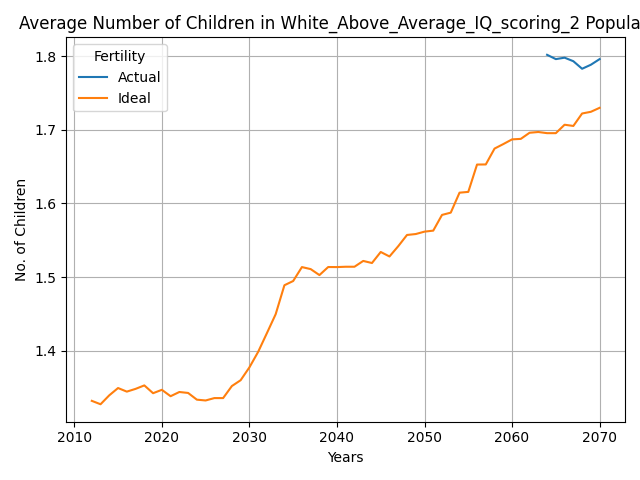 Average Number of Children in White_Above_Average_IQ_scoring_2 Popula
Fertility
Actual
Ideal
No. of Children
1.8
1.7
1.6
1.5
1.4
2010 2020 2030 2040 2050 2060 2070
Years